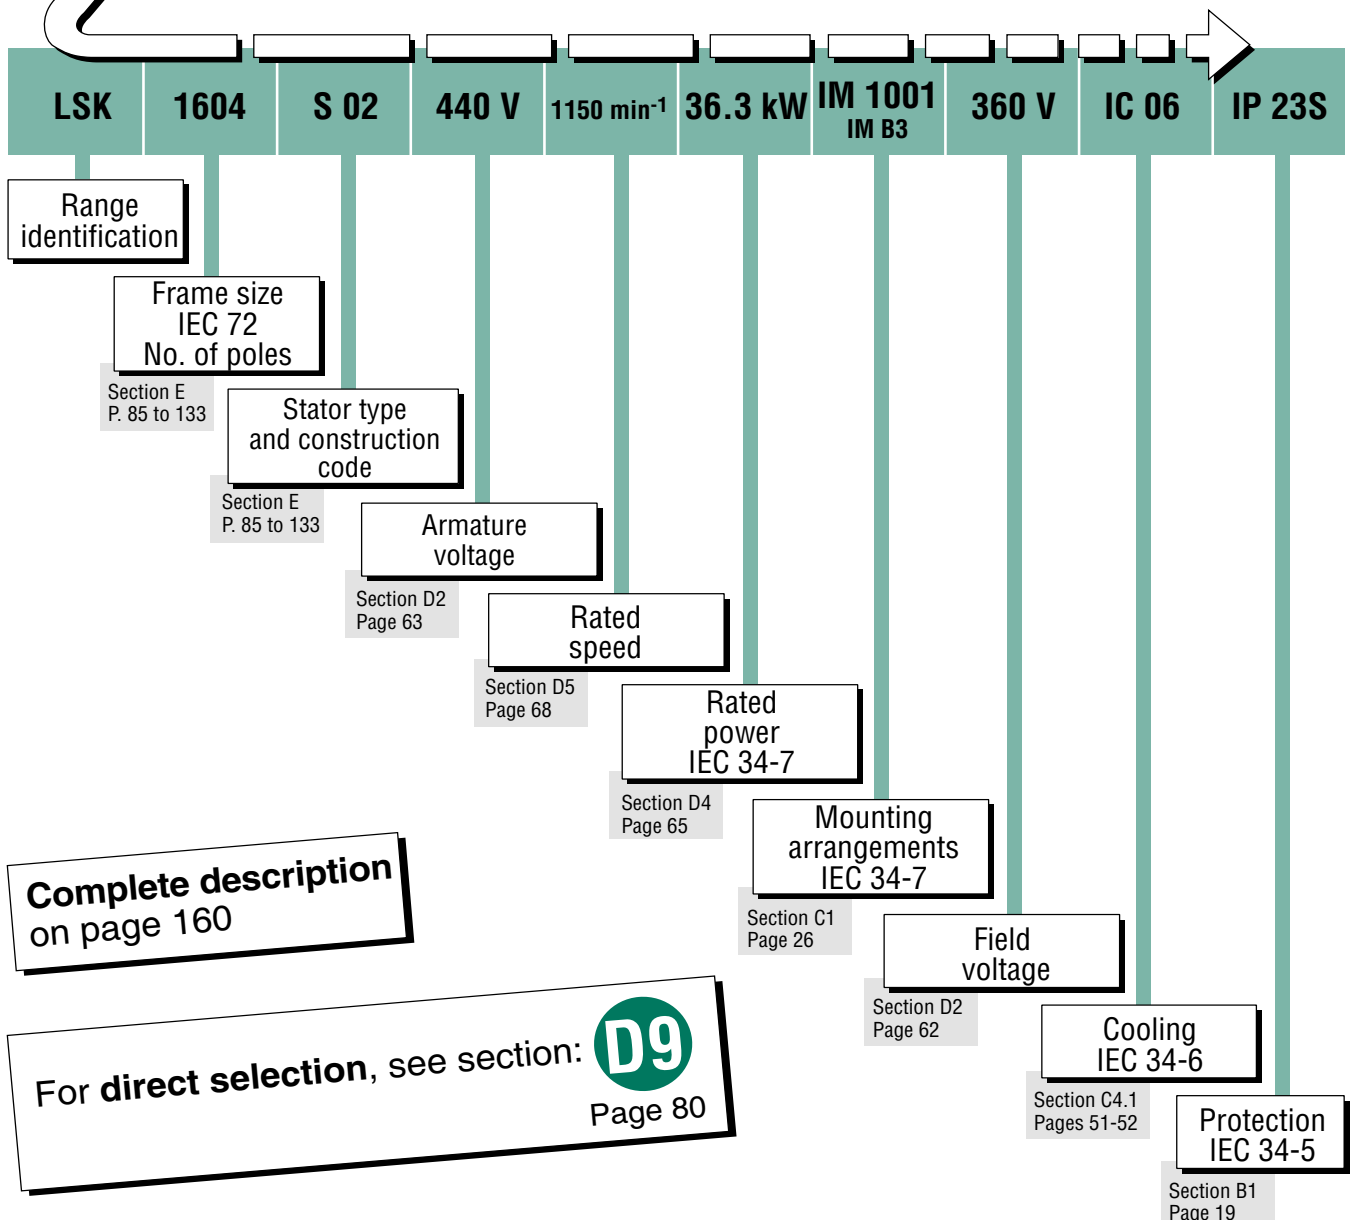 LSK
1604
S 02
440 V
1150 min-1
36.3 kW
IM 1001
IM B3
360 V
IC 06
IP 23S
Range
identification
Frame size
IEC 72
No. of poles
Section E
P. 85 to 133
Stator type
and construction
code
Section E
P. 85 to 133
Armature
voltage
Section D2
Page 63
Rated
speed
Section D5
Page 68
Rated
power
IEC 34-7
Section D4
Page 65
Mounting
arrangements
IEC 34-7
Section C1
Page 26
Field
voltage
Section D2
Page 62
Cooling
IEC 34-6
Section C4.1
Pages 51-52
Protection
IEC 34-5
Section B1
Page 19
Complete description
on page 160
For direct selection, see section: D9
Page 80